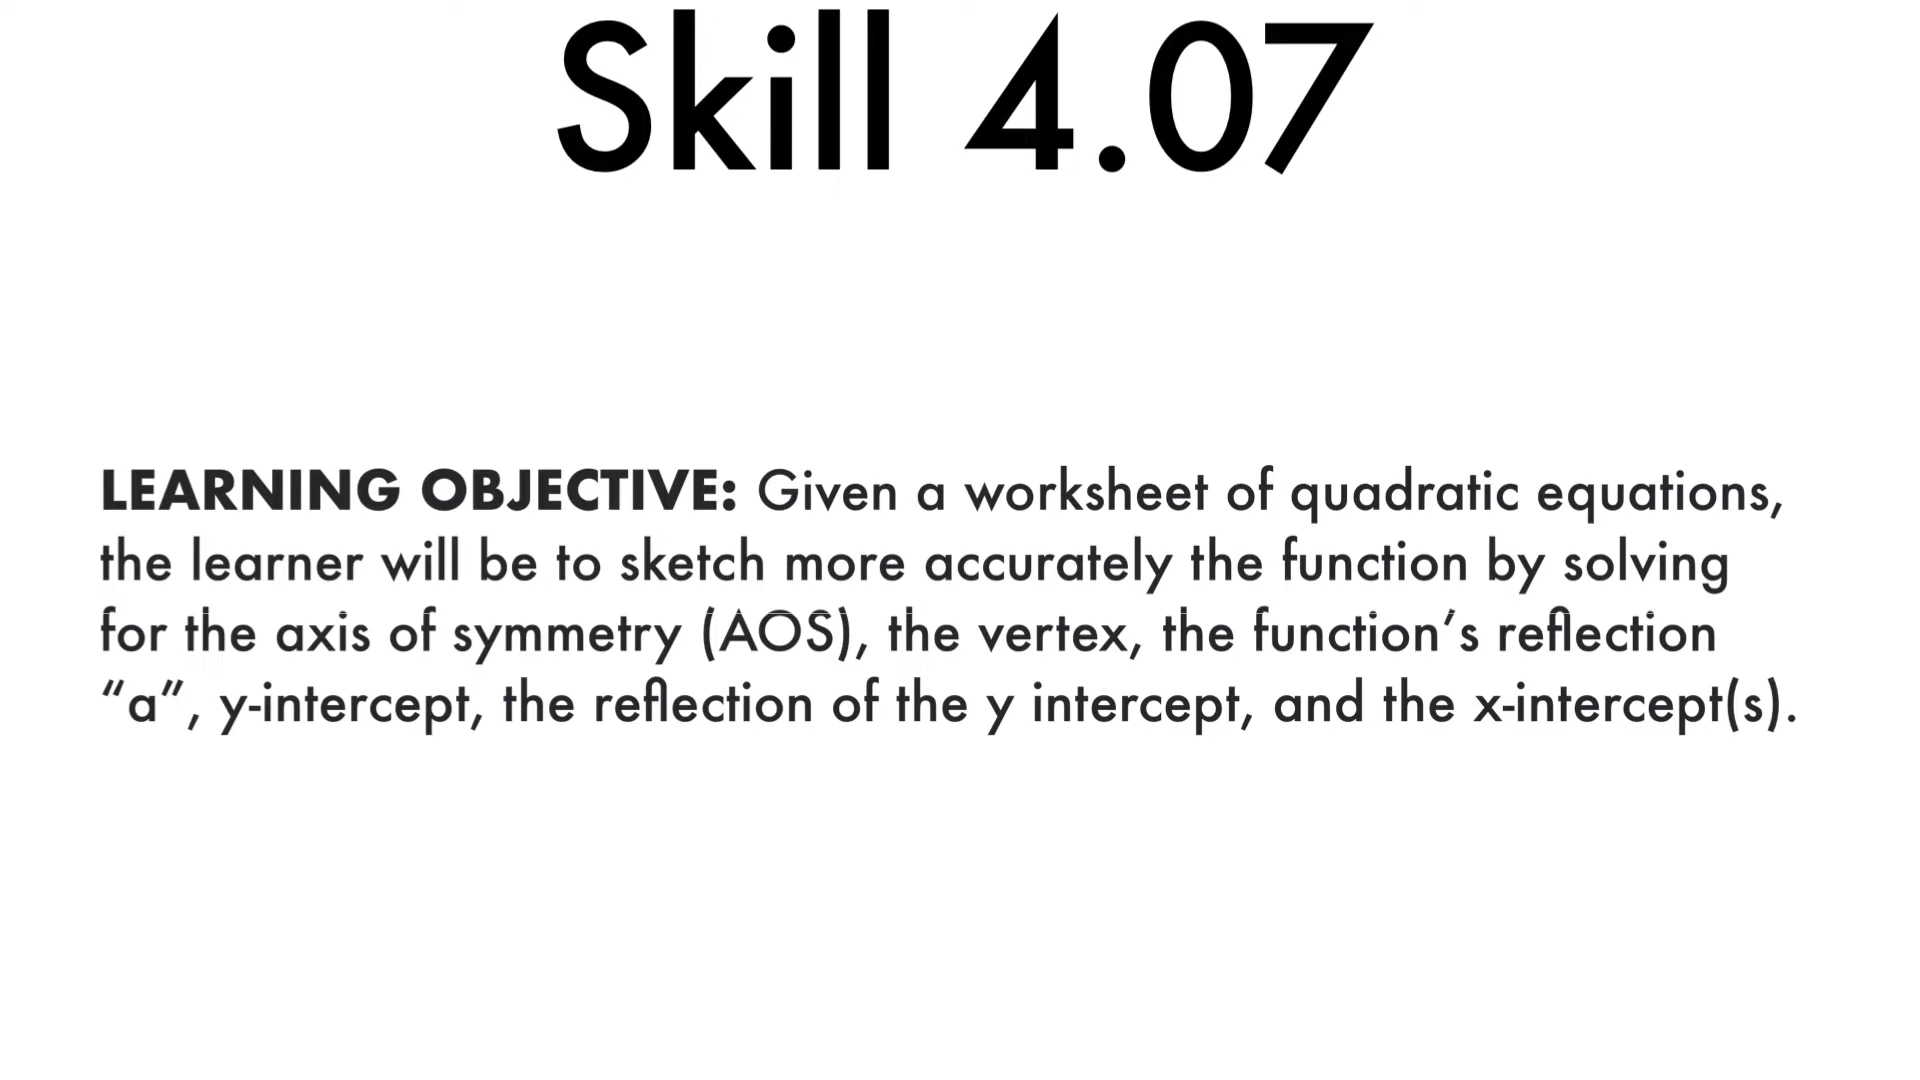 Skill 4.07
LEARNING OBJECTIVE: Given a worksheet of quadratic equations,
the learner will be to sketch more accurately the function by solving
for the axis of symmetry (AOS), the vertex, the function’s reflection
“a”, y-intercept, the reflection of the y intercept, and the x-intercept(s).